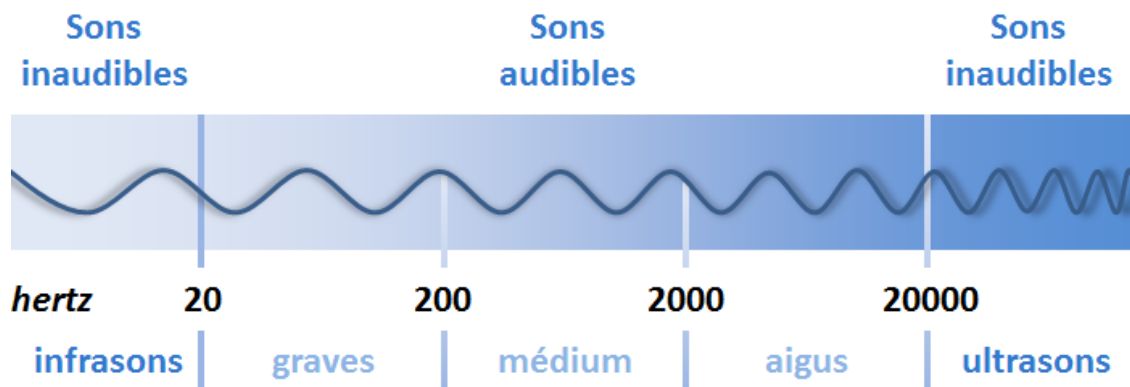 Sons inaudibles
Sons audibles
Sons inaudibles
hertz 20 200 2000 20000
infrasons graves médium aigus ultrasons